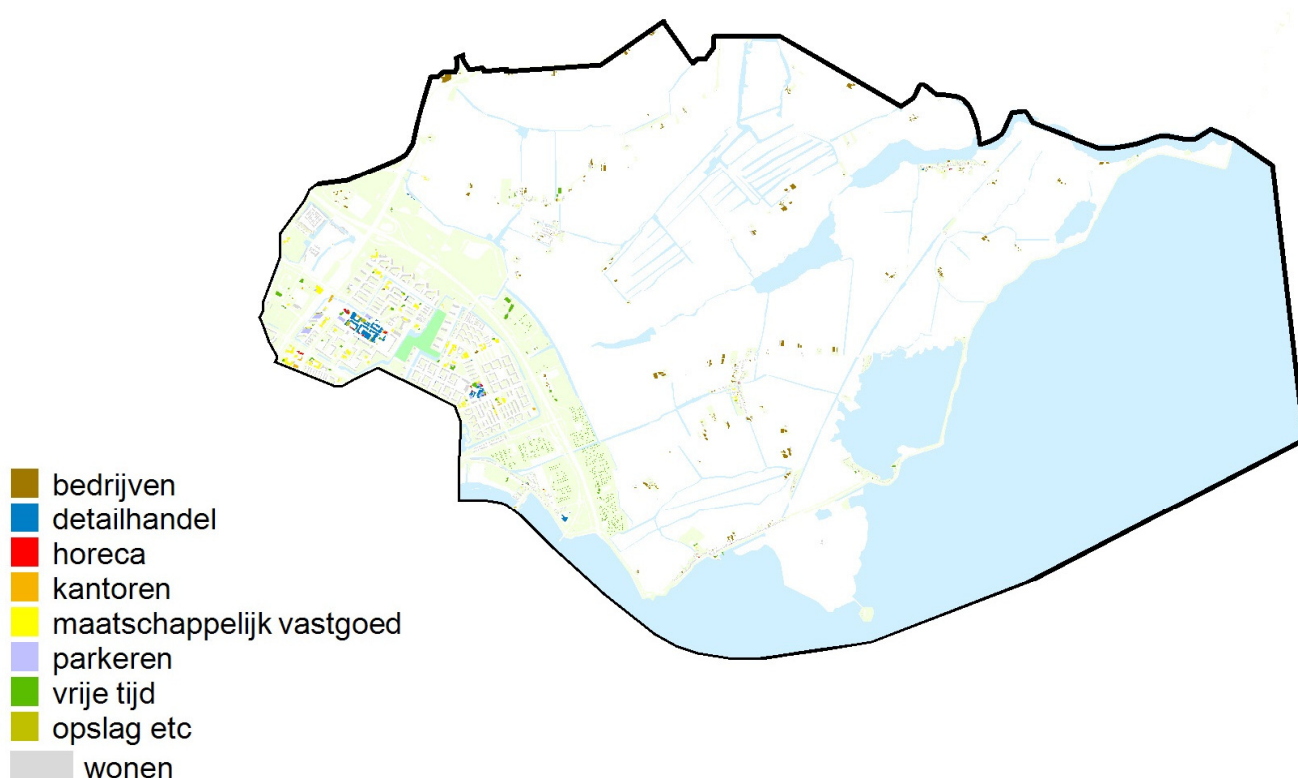 bedrijven
detailhandel
horeca
kantoren
maatschappelijk vastgoed
parkeren
vrije tijd
opslag etc
wonen